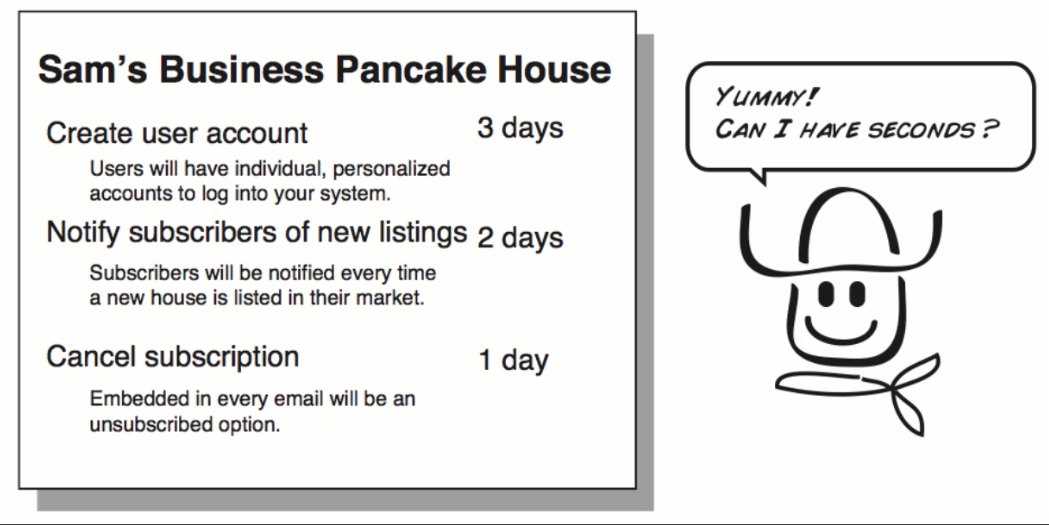 Sam's Business Pancake House
Create user account 3 days
Users will have individual, personalized
accounts to log into your system.
Notify subscribers of new listings 2 days
Subscribers will be notified every time
a new house is listed in their market.
Cancel subscription 1 day
Embedded in every email will be an
unsubscribed option.
YUMMY!
CAN I HAVE SECONDS?